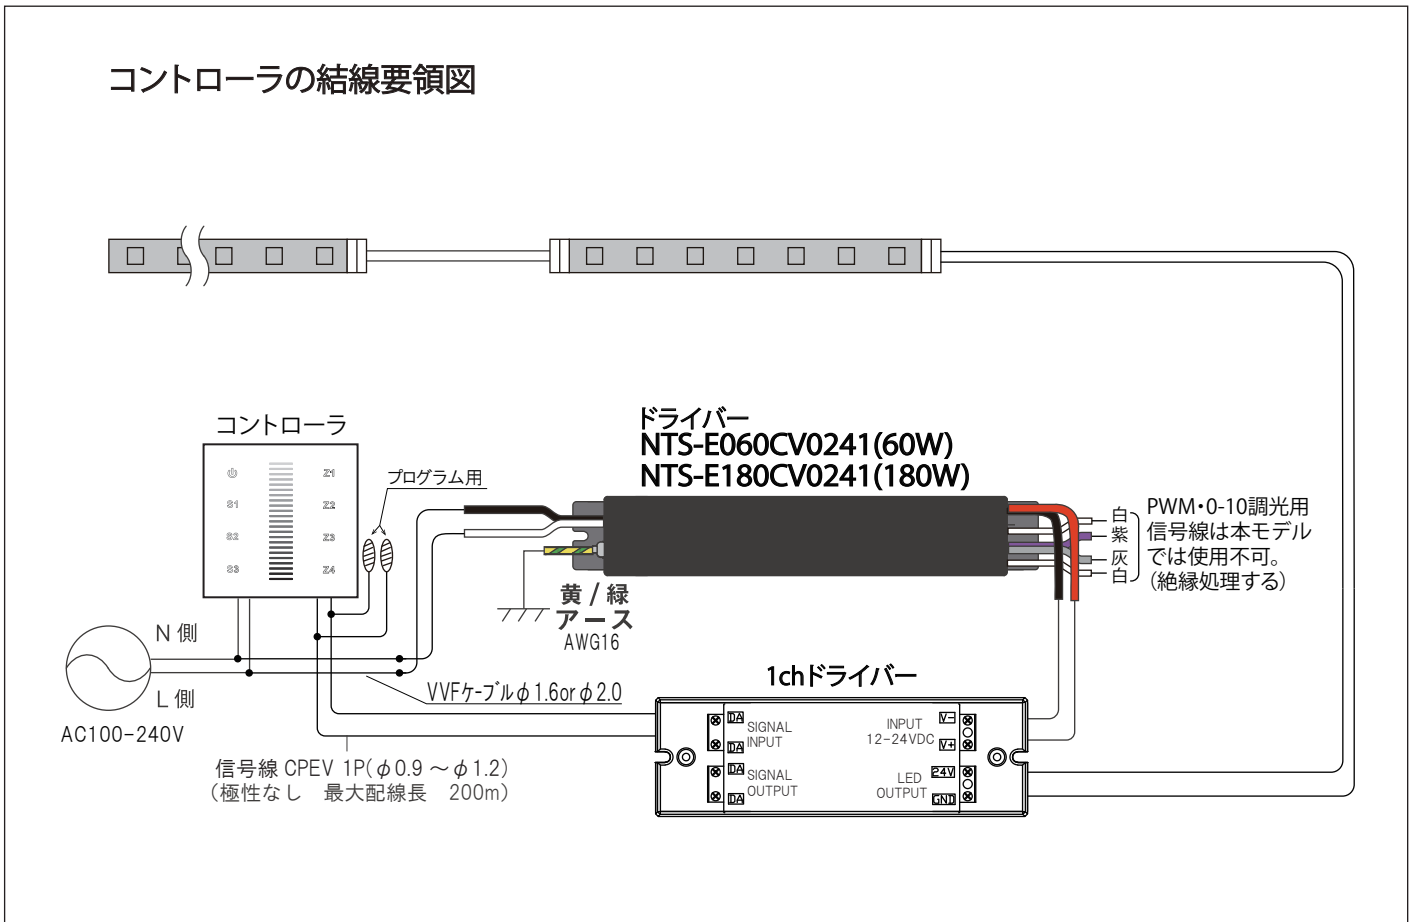 コントローラの結線要領図
コントローラ
⏻
S1
S2
S3
Z1
Z2
Z3
Z4
プログラム用
ドライバー
NTS-E060CV0241(60W)
NTS-E180CV0241(180W)
白
紫
灰
白
PWM・0-10調光用
信号線は本モデル
では使用不可。
(絶縁処理する)
黄 / 緑
アース
AWG16
N 側
L 側
AC100-240V
VVFケーブルφ1.6orφ2.0
信号線 CPEV 1P(φ0.9 ～φ1.2)
(極性なし　最大配線長　200m)
1chドライバー
DA
SIGNAL
INPUT
DA
DA
SIGNAL
OUTPUT
DA
INPUT
12-24VDC
V-
V+
LED
OUTPUT
24V
GND